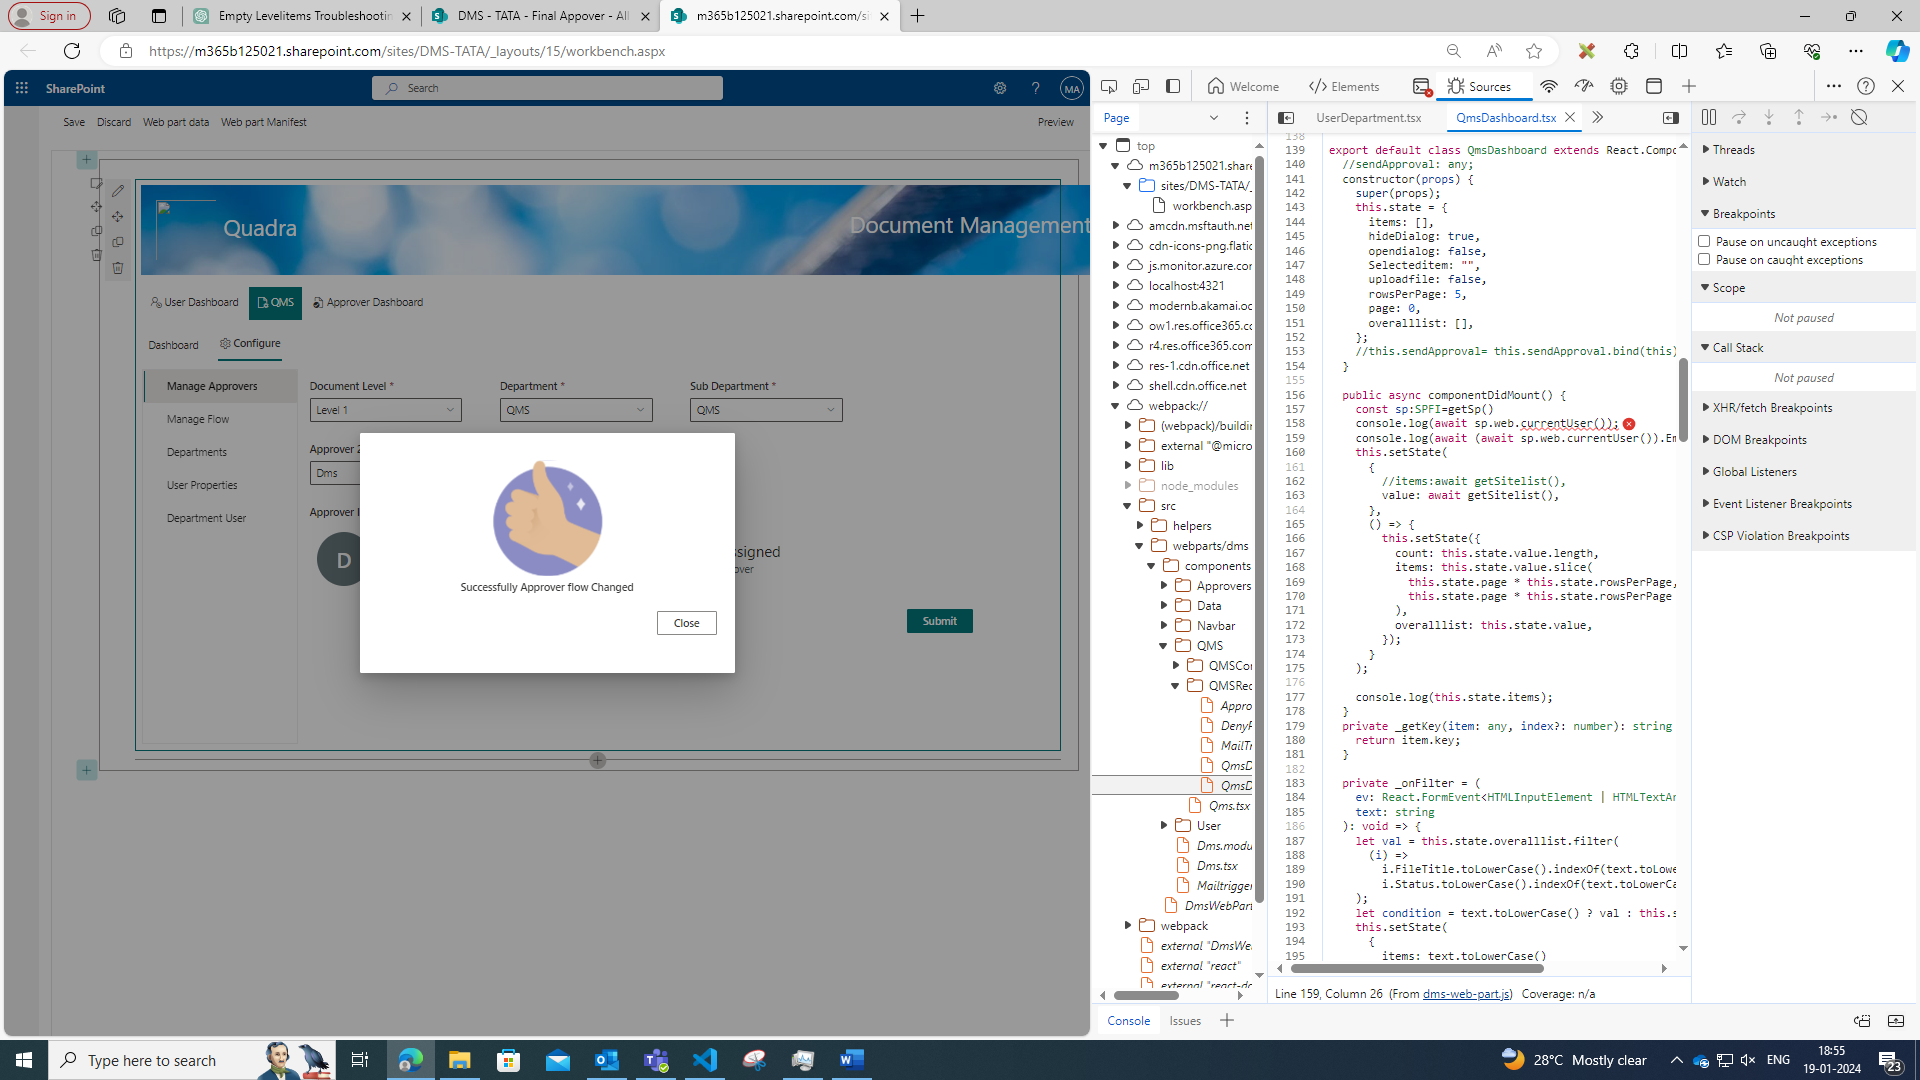 Sign in
Empty Levelitems Troubleshootin
DMS - TATA - Final Appover - All
m365b125021.sharepoint.com/si
https://m365b125021.sharepoint.com/sites/DMS-TATA/_layouts/15/workbench.aspx
SharePoint
Search
MA
Save
Discard
Web part data
Web part Manifest
Preview
Quadra
Document Management
User Dashboard
QMS
Approver Dashboard
Dashboard
Configure
Manage Approvers
Manage Flow
Departments
User Properties
Department User
Document Level *
Department *
Sub Department *
Level 1
QMS
QMS
Approver 2
Dms
D
Successfully Approver flow Changed
Close
Submit
Welcome
Elements
Sources
Page
top
m365b125021.share
sites/DMS-TATA/_
workbench.asp
amcdn.msftauth.net
cdn-icons-png.flatic
js.monitor.azure.cor
localhost:4321
modernb.akamai.oc
ow1.res.office365.cc
r4.res.office365.com
res-1.cdn.office.net
shell.cdn.office.net
webpack://
(webpack)/buildin
external "@micro
lib
node_modules
src
helpers
webparts/dms
components
Approvers
Data
Navbar
QMS
QMSCor
QMSRec
Appro
DenyF
MailTr
QmsD
QmsD
Qms.tsx
User
Dms.modu
Dms.tsx
Mailtrigger
DmsWebPart
webpack
external "DmsWe
external "react"
external "react-do
UserDepartment.tsx
QmsDashboard.tsx
138
139 export default class QmsDashboard extends React.Compo
140 //sendApproval: any;
141 constructor(props) {
142 super(props);
143 this.state = {
144 items: [],
145 hideDialog: true,
146 opendialog: false,
147 Selecteditem: "",
148 uploadfile: false,
149 rowsPerPage: 5,
150 page: 0,
151 overalllist: [],
152 };
153 //this.sendApproval= this.sendApproval.bind(this)
154 }
155
156 public async componentDidMount() {
157 const sp:SPFI=getSp()
158 console.log(await sp.web.currentUser());
159 console.log(await (await sp.web.currentUser()).Em
160 this.setState(
161 {
162 //items:await getSitelist(),
163 value: await getSitelist(),
164 },
165 () => {
166 this.setState({
167 count: this.state.value.length,
168 items: this.state.value.slice(
169 this.state.page * this.state.rowsPerPage,
170 this.state.page * this.state.rowsPerPage
171 ),
172 overalllist: this.state.value,
173 });
174 }
175 );
176
177 console.log(this.state.items);
178 }
179 private _getKey(item: any, index?: number): string
180 return item.key;
181 }
182
183 private _onFilter = (
184 ev: React.FormEvent<HTMLInputElement | HTMLTextAr
185 text: string
186 ): void => {
187 let val = this.state.overalllist.filter(
188 (i) =>
189 i.FileTitle.toLowerCase().indexOf(text.toLowe
190 i.Status.toLowerCase().indexOf(text.toLowerCa
191 );
192 let condition = text.toLowerCase() ? val : this.s
193 this.setState(
194 {
195 items: text.toLowerCase()
Line 159, Column 26 (From dms-web-part.js) Coverage: n/a
Threads
Watch
Breakpoints
Pause on uncaught exceptions
Pause on caught exceptions
Scope
Not paused
Call Stack
Not paused
XHR/fetch Breakpoints
DOM Breakpoints
Global Listeners
Event Listener Breakpoints
CSP Violation Breakpoints
Console
Issues
Type here to search
28°C Mostly clear
ENG
18:55
19-01-2024
23